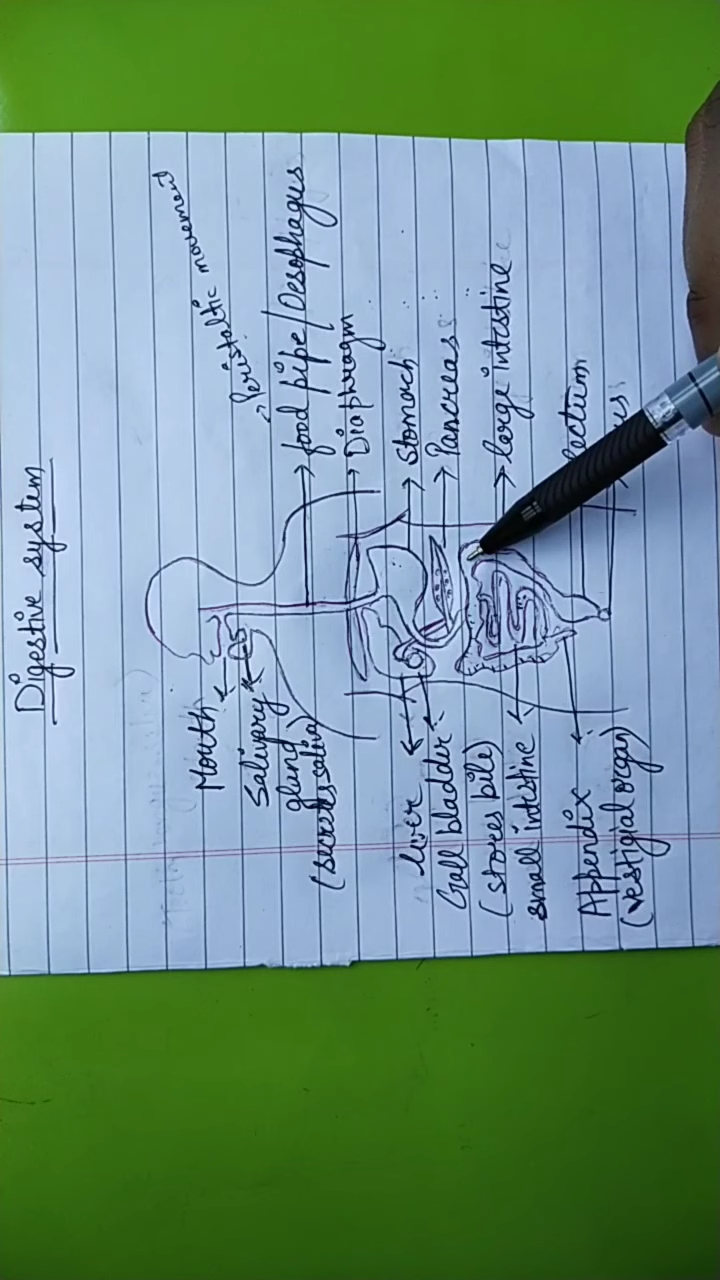 Digestive system
Peristaltic movement
food pipe/Oesophagus
Diaphragm
Stomach
Pancreas
large intestine
Mouth
Salivary
gland
(secretes saliva)
liver
Gall bladder
(stores bile)
small intestine
Appendix
(vestigial organ)